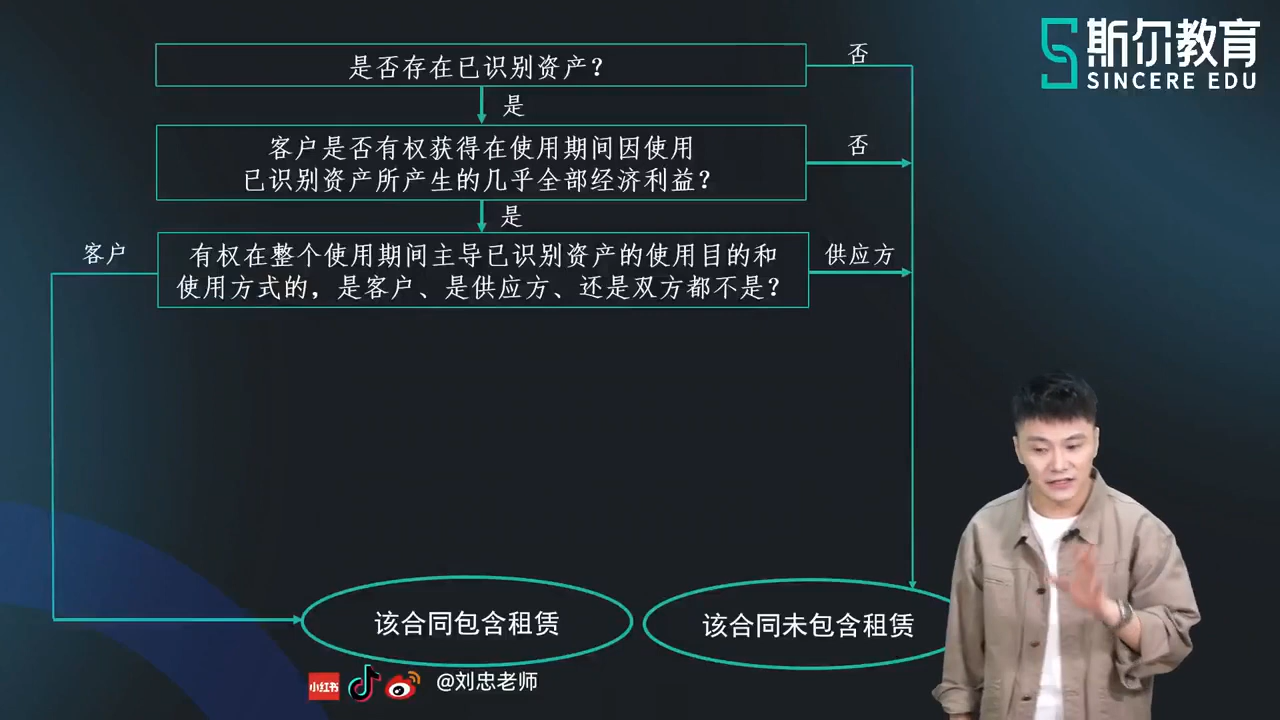 斯尔教育
SINCERE EDU
是否存在已识别资产？
否
是
客户是否有权获得在使用期间因使用
已识别资产所产生的几乎全部经济利益？
否
是
客户
有权在整个使用期间主导已识别资产的使用目的和
使用方式的，是客户、是供应方、还是双方都不是？
供应方
该合同包含租赁
该合同未包含租赁
小红书
@刘忠老师